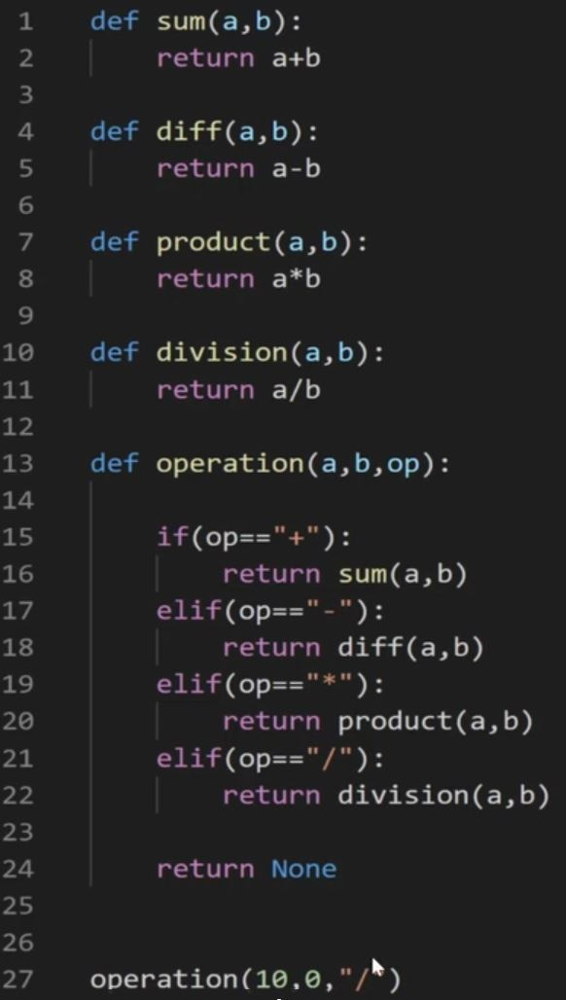 1 def sum(a,b):
2 return a+b
3
4 def diff(a,b):
5 return a-b
6
7 def product(a,b):
8 return a*b
9
10 def division(a,b):
11 return a/b
12
13 def operation(a,b,op):
14
15 if(op=="+"):
16 return sum(a,b)
17 elif(op=="-"):
18 return diff(a,b)
19 elif(op=="*"):
20 return product(a,b)
21 elif(op=="/"):
22 return division(a,b)
23
24 return None
25
26
27 operation(10,0,"/")